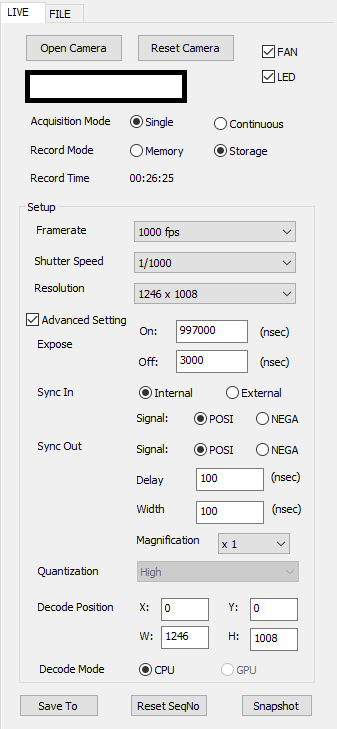 LIVE FILE
Open Camera Reset Camera FAN
LED
Acquisition Mode Single Continuous
Record Mode Memory Storage
Record Time 00:26:25
Setup
Framerate 1000 fps
Shutter Speed 1/1000
Resolution 1246 x 1008
Advanced Setting On: 997000 (nsec)
Expose
Off: 3000 (nsec)
Sync In Internal External
Signal: POSI NEGA
Sync Out Signal: POSI NEGA
Delay 100 (nsec)
Width 100 (nsec)
Magnification x 1
Quantization High
Decode Position X: 0 Y: 0
W: 1246 H: 1008
Decode Mode CPU GPU
Save To Reset SeqNo Snapshot